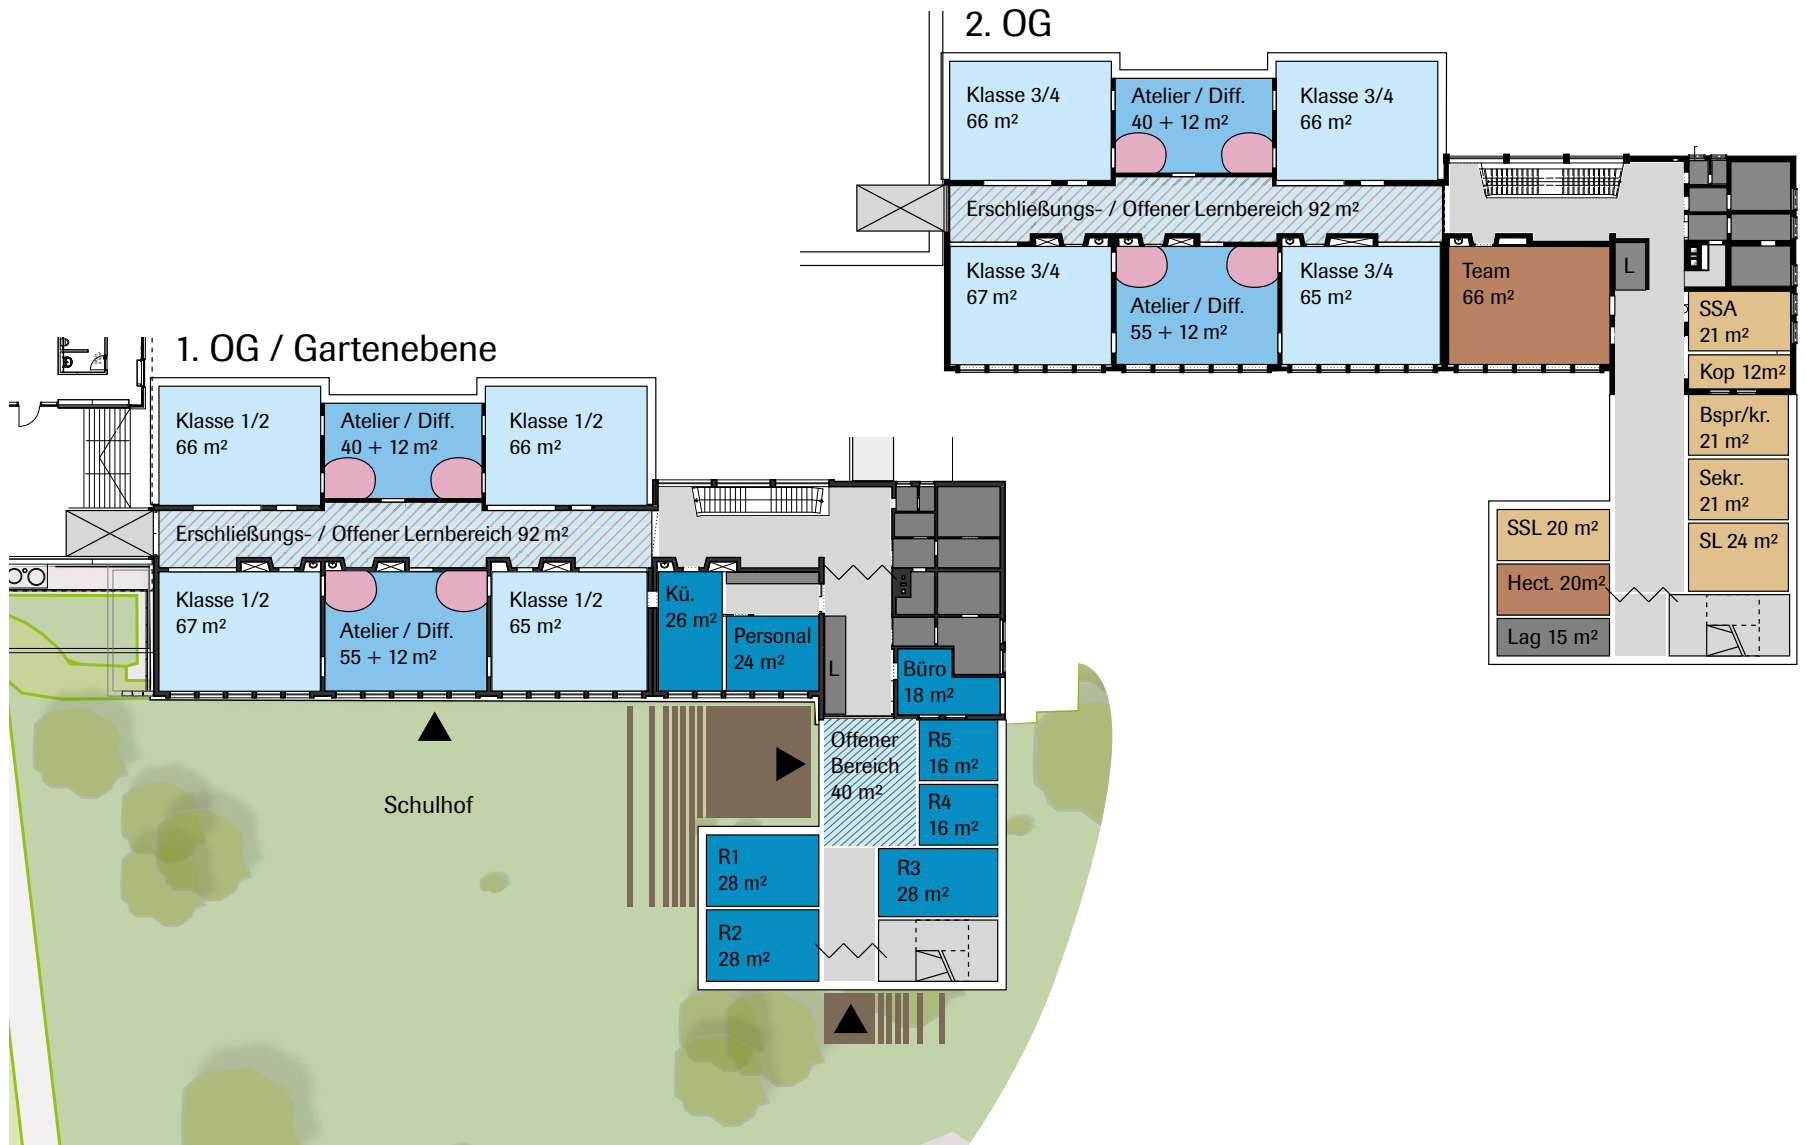 2. OG
Klasse 3/4
66 m²
Atelier / Diff.
40 + 12 m²
Klasse 3/4
66 m²
Erschließungs- / Offener Lernbereich 92 m²
Klasse 3/4
67 m²
Atelier / Diff.
55 + 12 m²
Klasse 3/4
65 m²
Team
66 m²
L
SSA
21 m²
Kop 12m²
Bspr/kr.
21 m²
Sekr.
21 m²
SL 24 m²
SSL 20 m²
Hect. 20m²
Lag 15 m²
1. OG / Gartenebene
Klasse 1/2
66 m²
Atelier / Diff.
40 + 12 m²
Klasse 1/2
66 m²
Erschließungs- / Offener Lernbereich 92 m²
Klasse 1/2
67 m²
Atelier / Diff.
55 + 12 m²
Klasse 1/2
65 m²
Kü.
26 m²
Personal
24 m²
L
Büro
18 m²
Offener
Bereich
40 m²
R5
16 m²
R4
16 m²
R1
28 m²
R3
28 m²
R2
28 m²
Schulhof